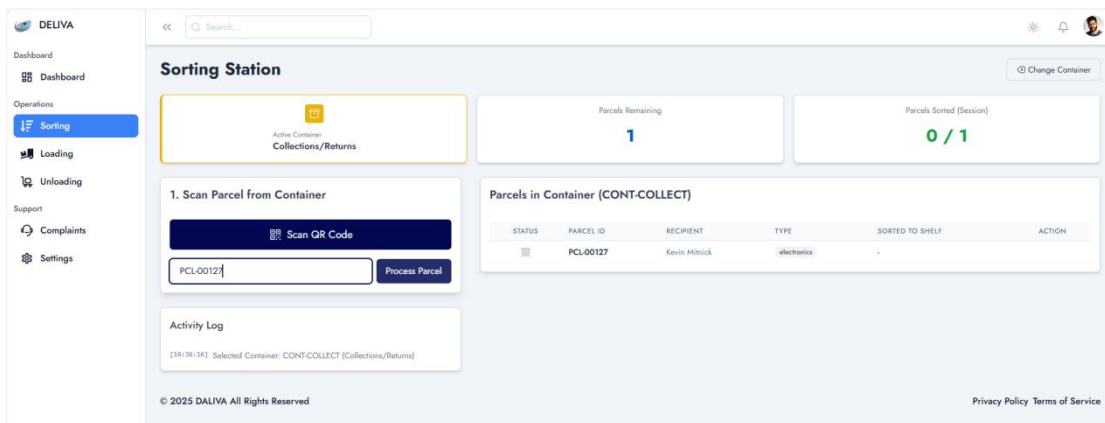 DELIVA
Search...
Dashboard
Dashboard
Operations
Sorting
Loading
Unloading
Support
Complaints
Settings
Sorting Station
Change Container
Active Container
Collections/Returns
Parcels Remaining
1
Parcels Sorted (Session)
0 / 1
1. Scan Parcel from Container
Scan QR Code
PCL-00127
Process Parcel
Parcels in Container (CONT-COLLECT)
STATUS PARCEL ID RECIPIENT TYPE SORTED TO SHELF ACTION
PCL-00127 Kevin Mitnick electronics -
Activity Log
[16:36:16] Selected Container: CONT-COLLECT (Collections/Returns)
© 2025 DALIVA All Rights Reserved
Privacy Policy Terms of Service